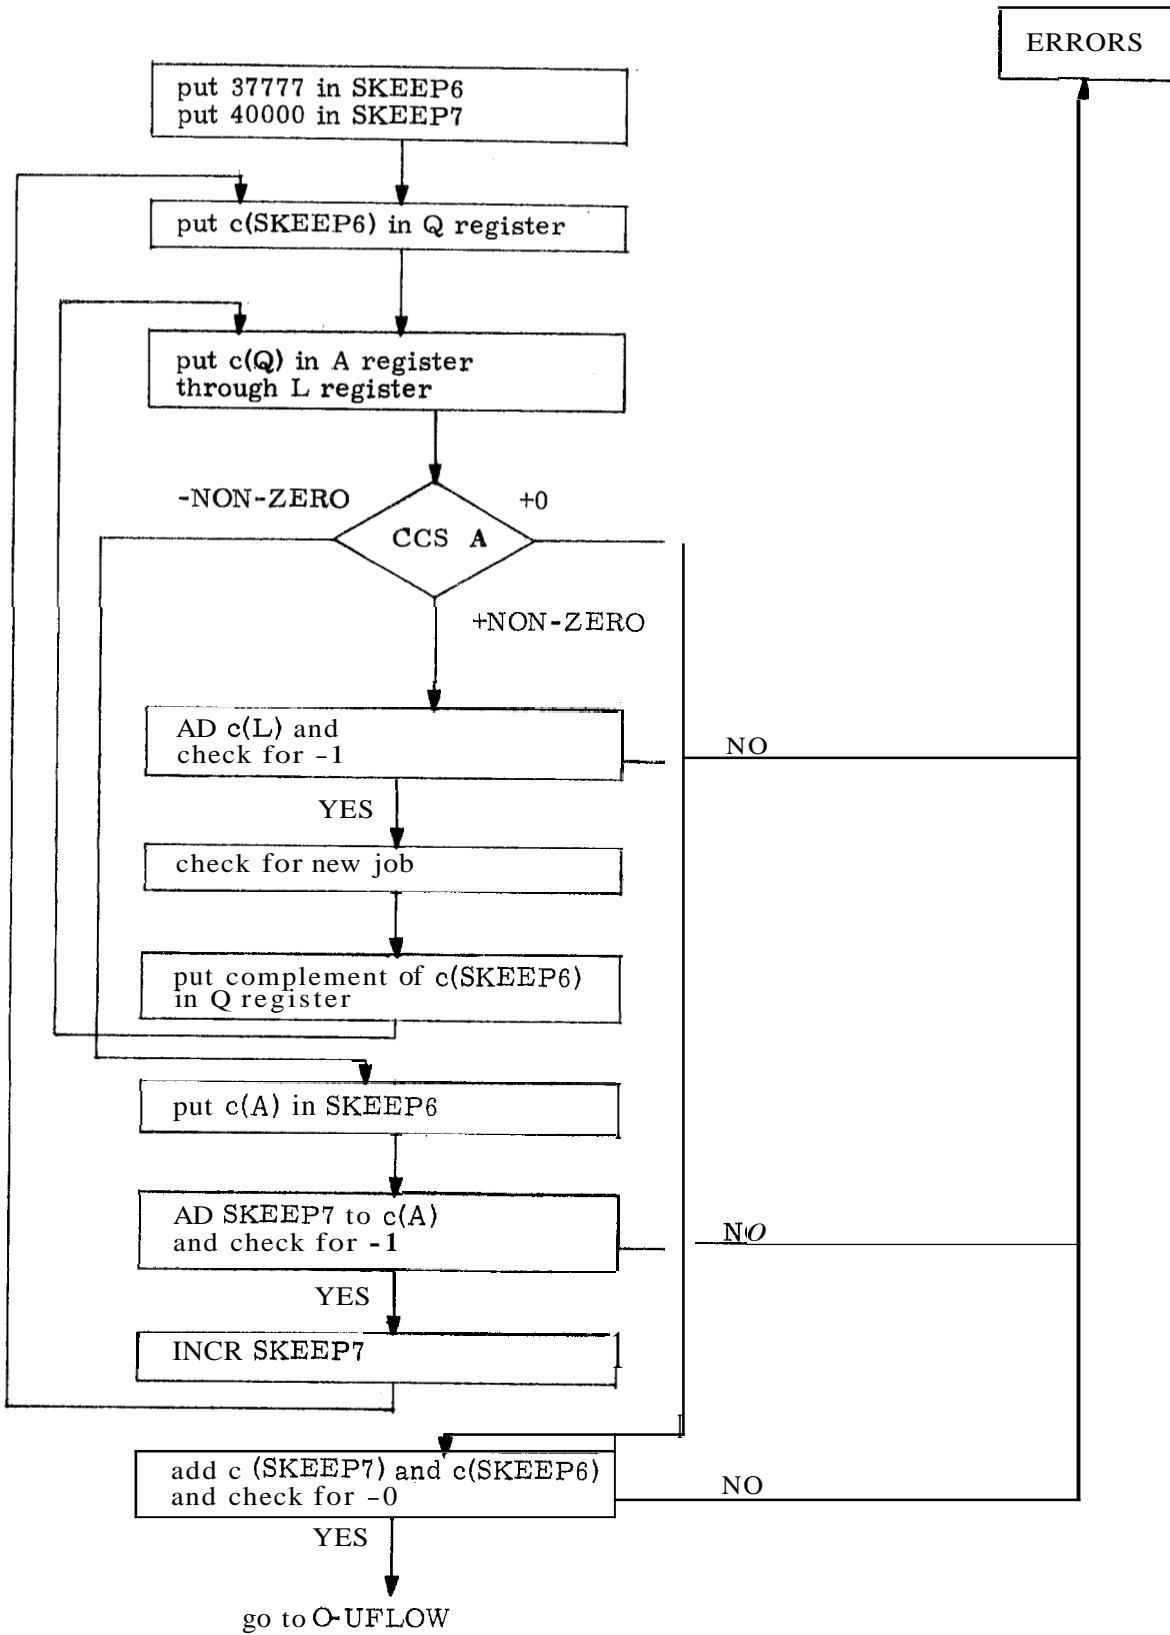 ERRORS
put 37777 in SKEEP6
put 40000 in SKEEP7
put c(SKEEP6) in Q register
put c(Q) in A register
through L register
-NON-ZERO
+0
CCS A
+NON-ZERO
AD c(L) and
check for -1
NO
YES
check for new job
put complement of c(SKEEP6)
in Q register
put c(A) in SKEEP6
AD SKEEP7 to c(A)
and check for -1
NO
YES
INCR SKEEP7
add c (SKEEP7) and c(SKEEP6)
and check for -0
NO
YES
go to O-UFLOW